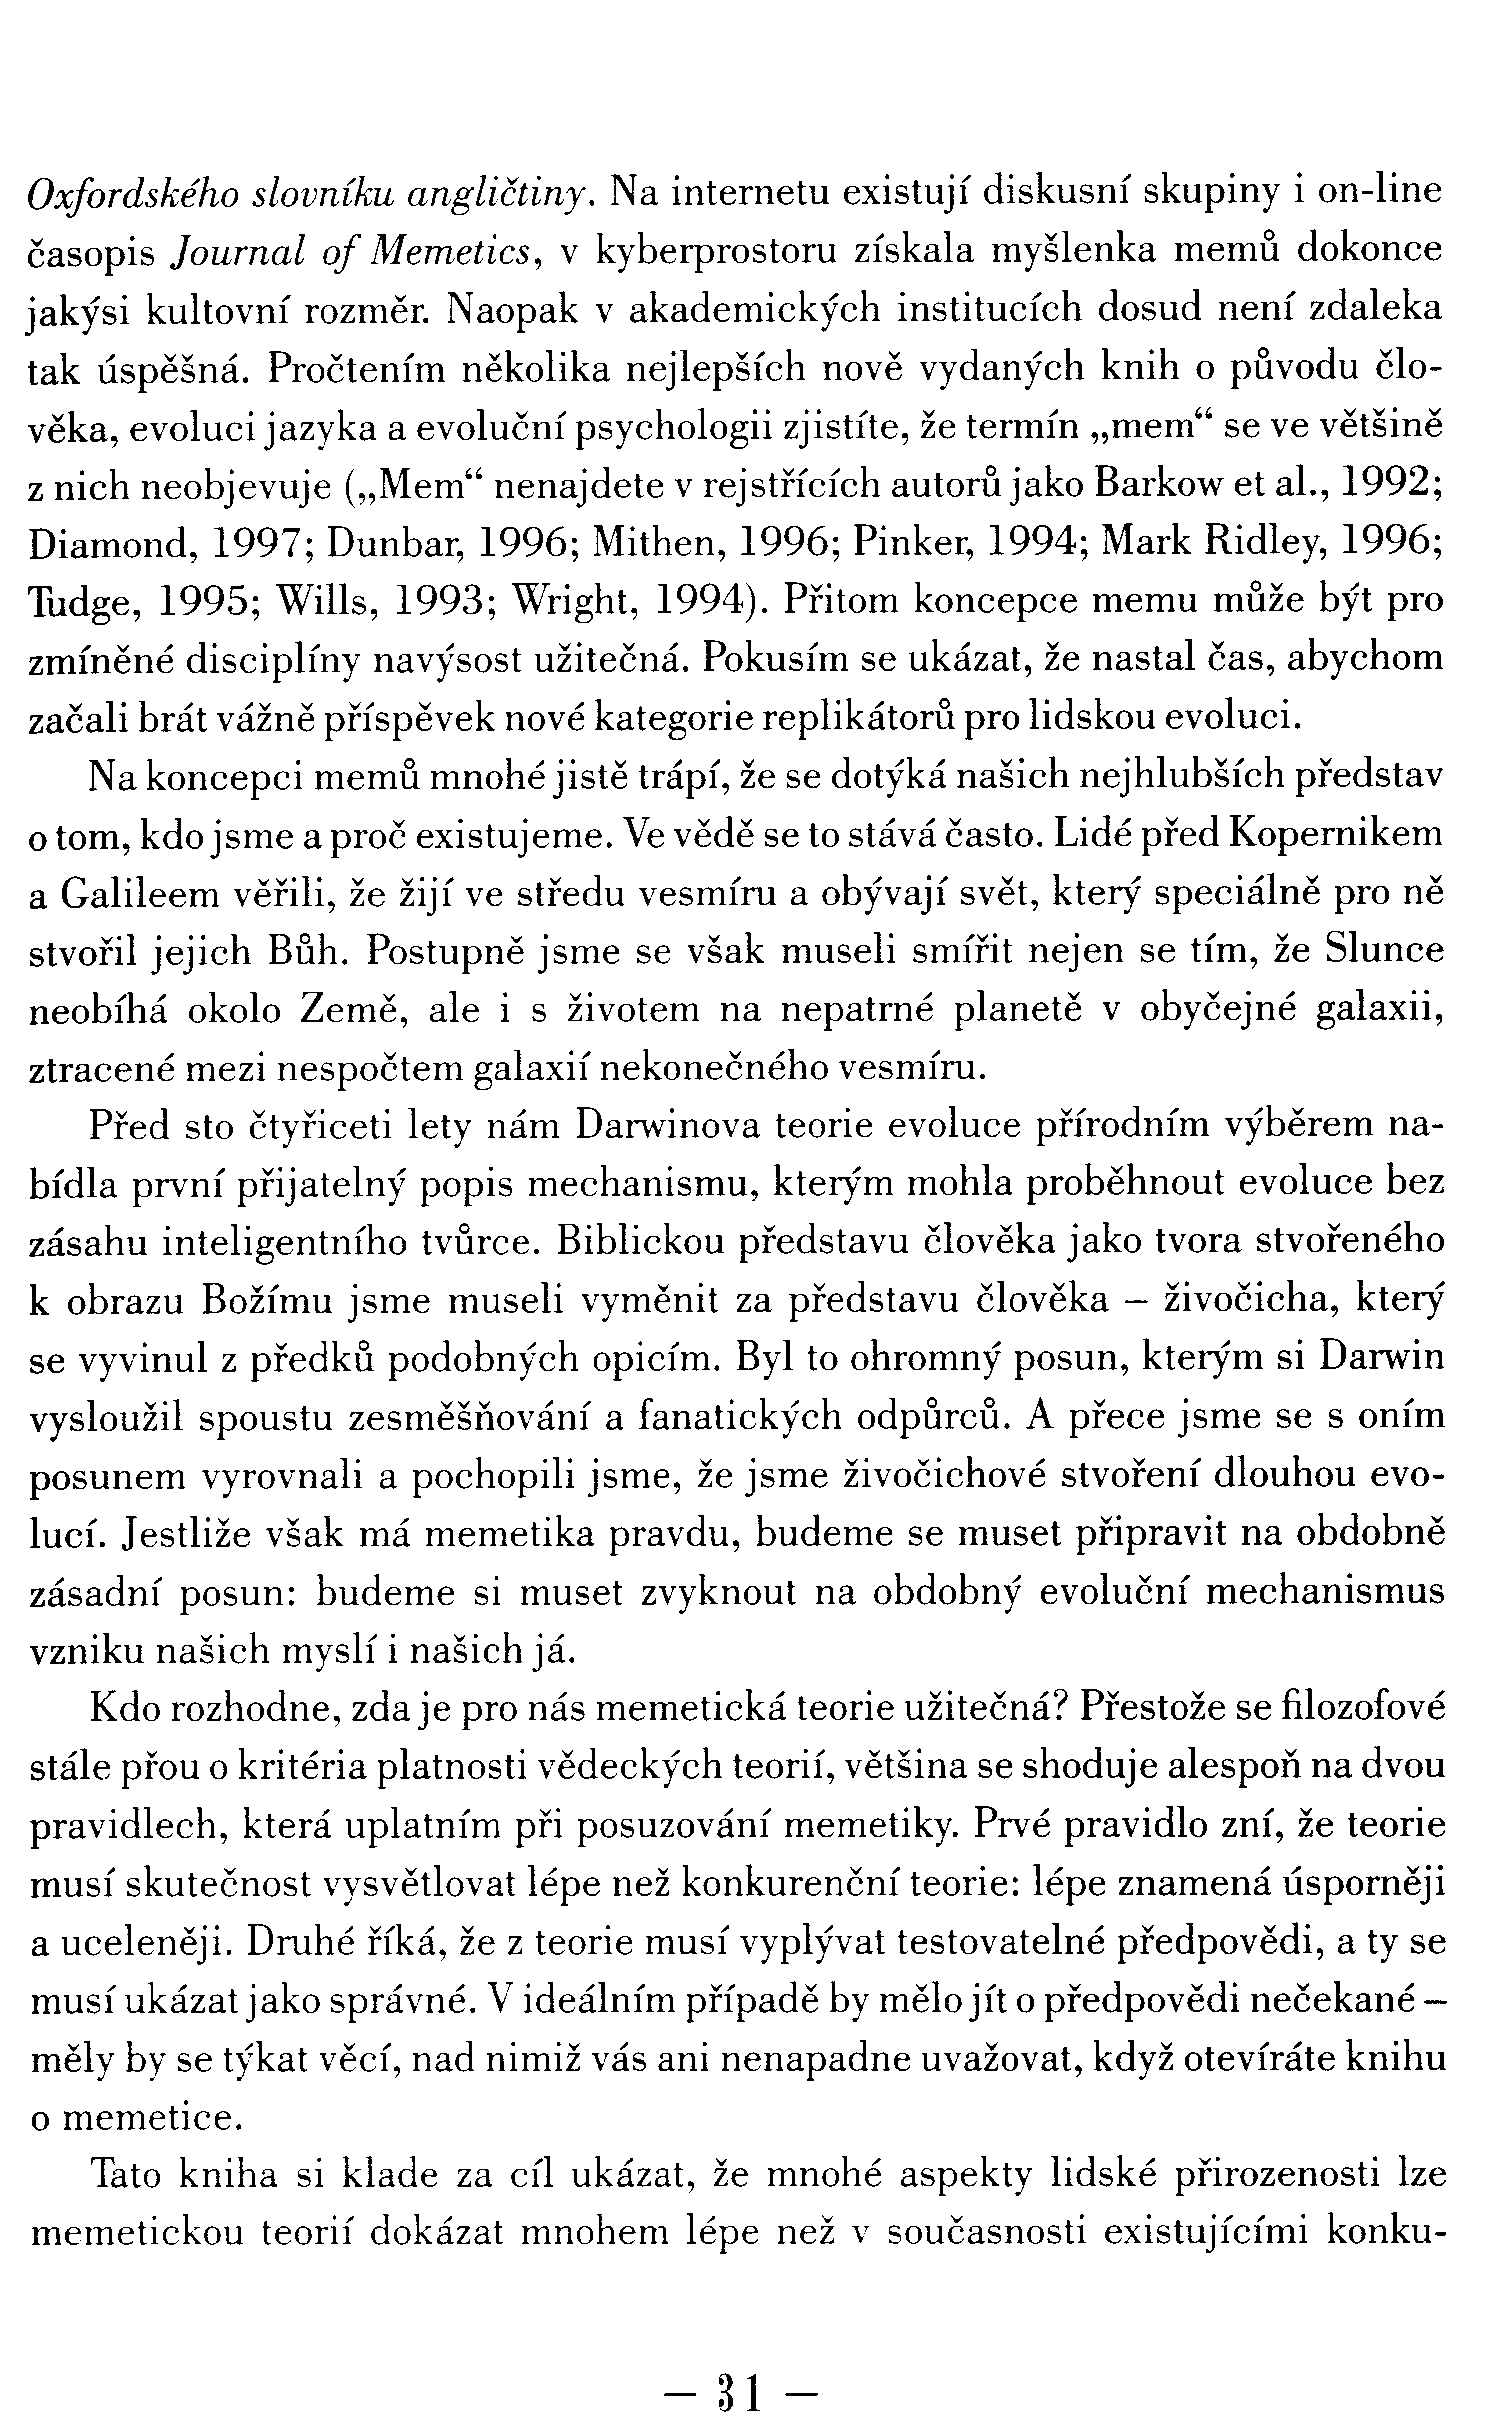 Oxfordského slovníku angličtiny. Na internetu existují diskusní skupiny i on-line
časopis Journal of Memetics, v kyberprostoru získala myšlenka memů dokonce
jakýsi kultovní rozměr. Naopak v akademických institucích dosud není zdaleka
tak úspěšná. Pročtením několika nejlepších nově vydaných knih o původu člo-
věka, evoluci jazyka a evoluční psychologii zjistíte, že termín „mem“ se ve většině
z nich neobjevuje („Mem“ nenajdete v rejstřících autorů jako Barkow et al., 1992;
Diamond, 1997; Dunbar, 1996; Mithen, 1996; Pinker, 1994; Mark Ridley, 1996;
Tudge, 1995; Wills, 1993; Wright, 1994). Přitom koncepce memu může být pro
zmíněné disciplíny navýsost užitečná. Pokusím se ukázat, že nastal čas, abychom
začali brát vážně příspěvek nové kategorie replikátorů pro lidskou evoluci.
Na koncepci memů mnohé jistě trápí, že se dotýká našich nejhlubších představ
o tom, kdo jsme a proč existujeme. Ve vědě se to stává často. Lidé před Kopernikem
a Galileem věřili, že žijí ve středu vesmíru a obývají svět, který speciálně pro ně
stvořil jejich Bůh. Postupně jsme se však museli smířit nejen se tím, že Slunce
neobíhá okolo Země, ale i s životem na nepatrné planetě v obyčejné galaxii,
ztracené mezi nespočtem galaxií nekonečného vesmíru.
Před sto čtyřiceti lety nám Darwinova teorie evoluce přírodním výběrem na-
bídla první přijatelný popis mechanismu, kterým mohla proběhnout evoluce bez
zásahu inteligentního tvůrce. Biblickou představu člověka jako tvora stvořeného
k obrazu Božímu jsme museli vyměnit za představu člověka – živočicha, který
se vyvinul z předků podobných opicím. Byl to ohromný posun, kterým si Darwin
vysloužil spoustu zesměšňování a fanatických odpůrců. A přece jsme se s oním
posunem vyrovnali a pochopili jsme, že jsme živočichové stvoření dlouhou evo-
lucí. Jestliže však má memetika pravdu, budeme se muset připravit na obdobně
zásadní posun: budeme si muset zvyknout na obdobný evoluční mechanismus
vzniku našich myslí i našich já.
Kdo rozhodne, zda je pro nás memetická teorie užitečná? Přestože se filozofové
stále přou o kritéria platnosti vědeckých teorií, většina se shoduje alespoň na dvou
pravidlech, která uplatním při posuzování memetiky. Prvé pravidlo zní, že teorie
musí skutečnost vysvětlovat lépe než konkurenční teorie: lépe znamená úsporněji
a uceleněji. Druhé říká, že z teorie musí vyplývat testovatelné předpovědi, a ty se
musí ukázat jako správné. V ideálním případě by mělo jít o předpovědi nečekané –
měly by se týkat věcí, nad nimiž vás ani nenapadne uvažovat, když otevíráte knihu
o memetice.
Tato kniha si klade za cíl ukázat, že mnohé aspekty lidské přirozenosti lze
memetickou teorií dokázat mnohem lépe než v současnosti existujícími konku-
– 31 –